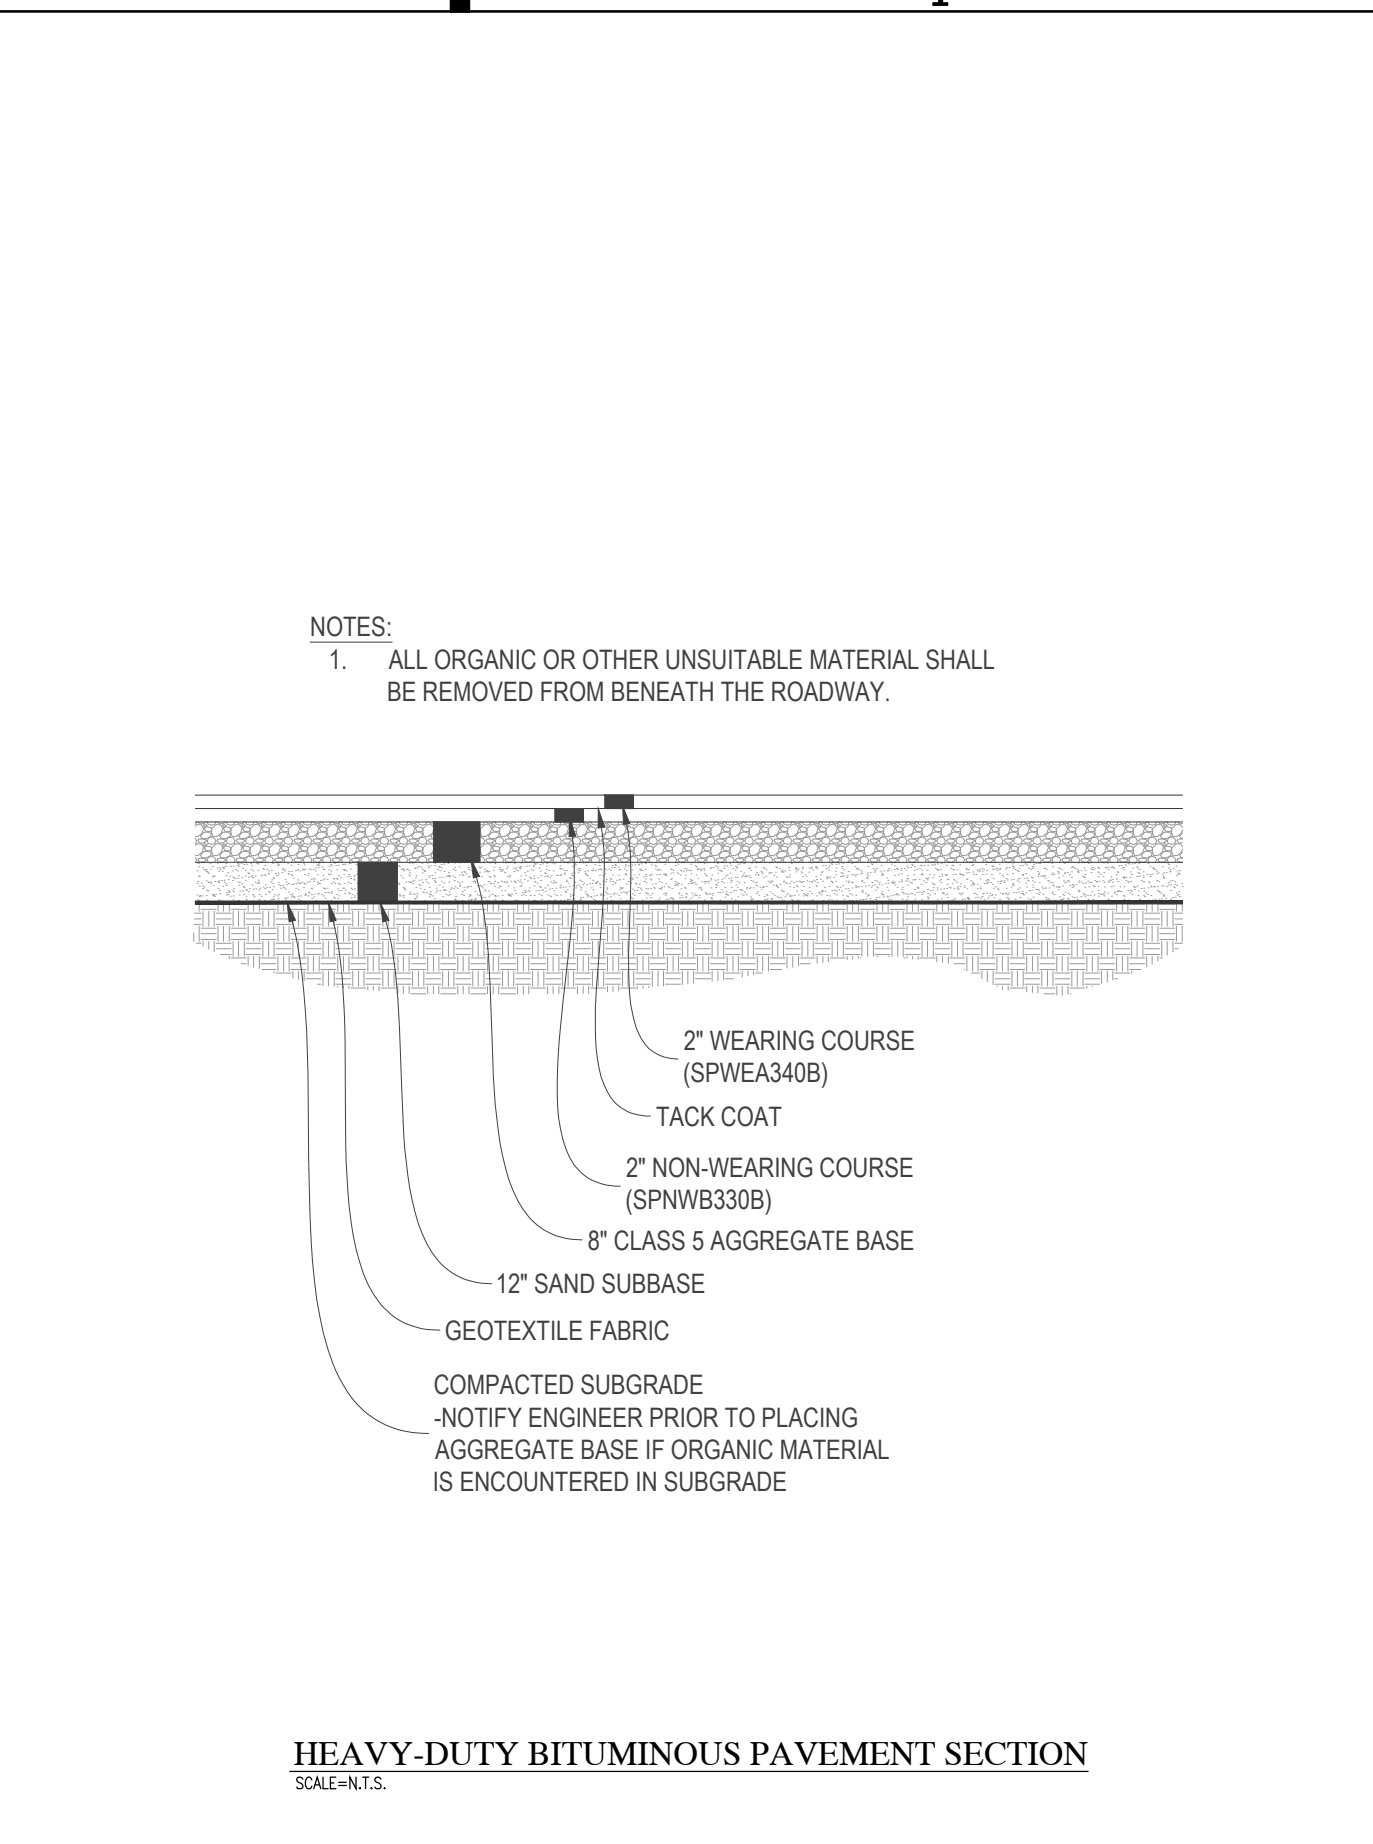 NOTES:
1. ALL ORGANIC OR OTHER UNSUITABLE MATERIAL SHALL
BE REMOVED FROM BENEATH THE ROADWAY.
2" WEARING COURSE
(SPWEA340B)
TACK COAT
2" NON-WEARING COURSE
(SPNWB330B)
8" CLASS 5 AGGREGATE BASE
12" SAND SUBBASE
GEOTEXTILE FABRIC
COMPACTED SUBGRADE
-NOTIFY ENGINEER PRIOR TO PLACING
AGGREGATE BASE IF ORGANIC MATERIAL
IS ENCOUNTERED IN SUBGRADE
HEAVY-DUTY BITUMINOUS PAVEMENT SECTION
SCALE=N.T.S.